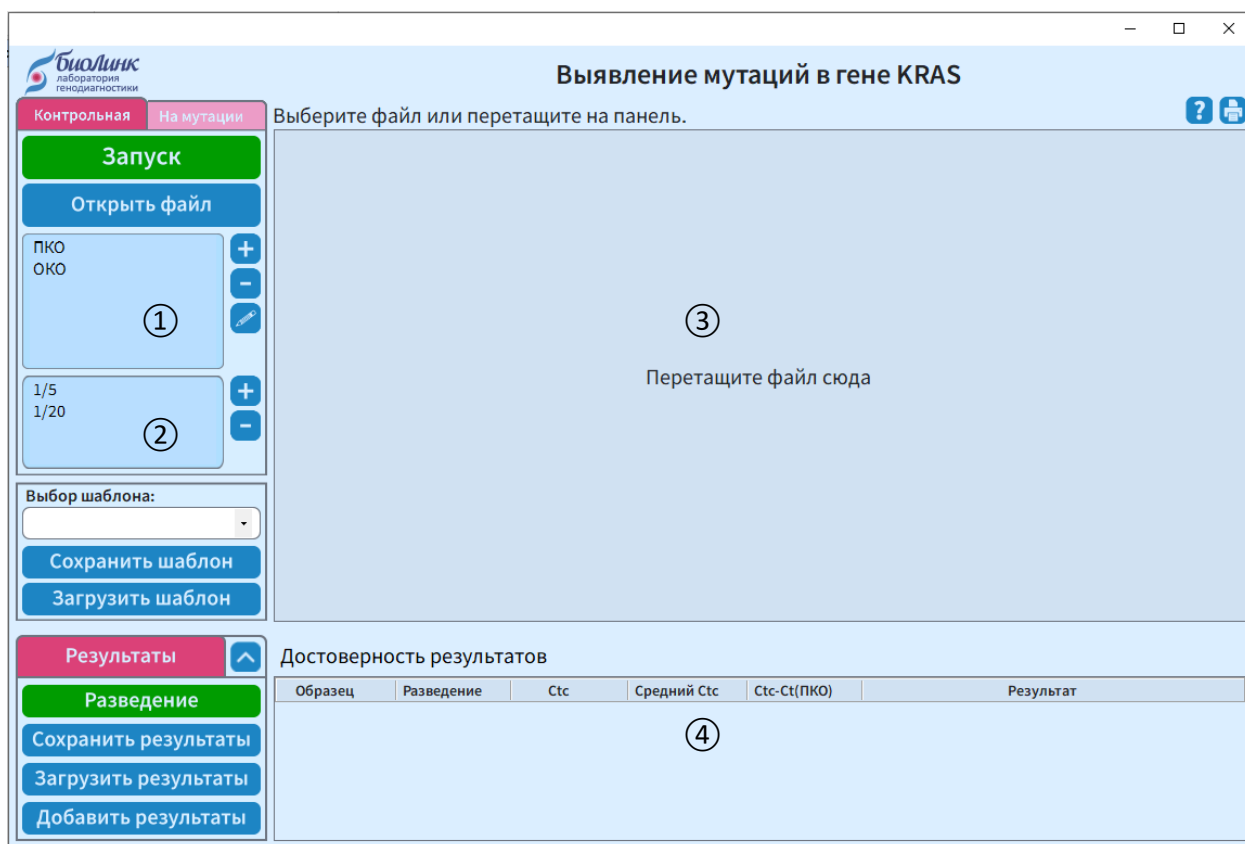 БиоЛинк
лаборатория
генодиагностики
Выявление мутаций в гене KRAS
Контрольная
На мутации
Выберите файл или перетащите на панель.
?
Запуск
Открыть файл
ПКО
ОКО
+
-
①
1/5
1/20
+
-
②
③
Перетащите файл сюда
Выбор шаблона:
Сохранить шаблон
Загрузить шаблон
Результаты
Достоверность результатов
Разведение
Сохранить результаты
Загрузить результаты
Добавить результаты
Образец Разведение Ctc Средний Ctc Ctc-Ct(ПКО) Результат
④